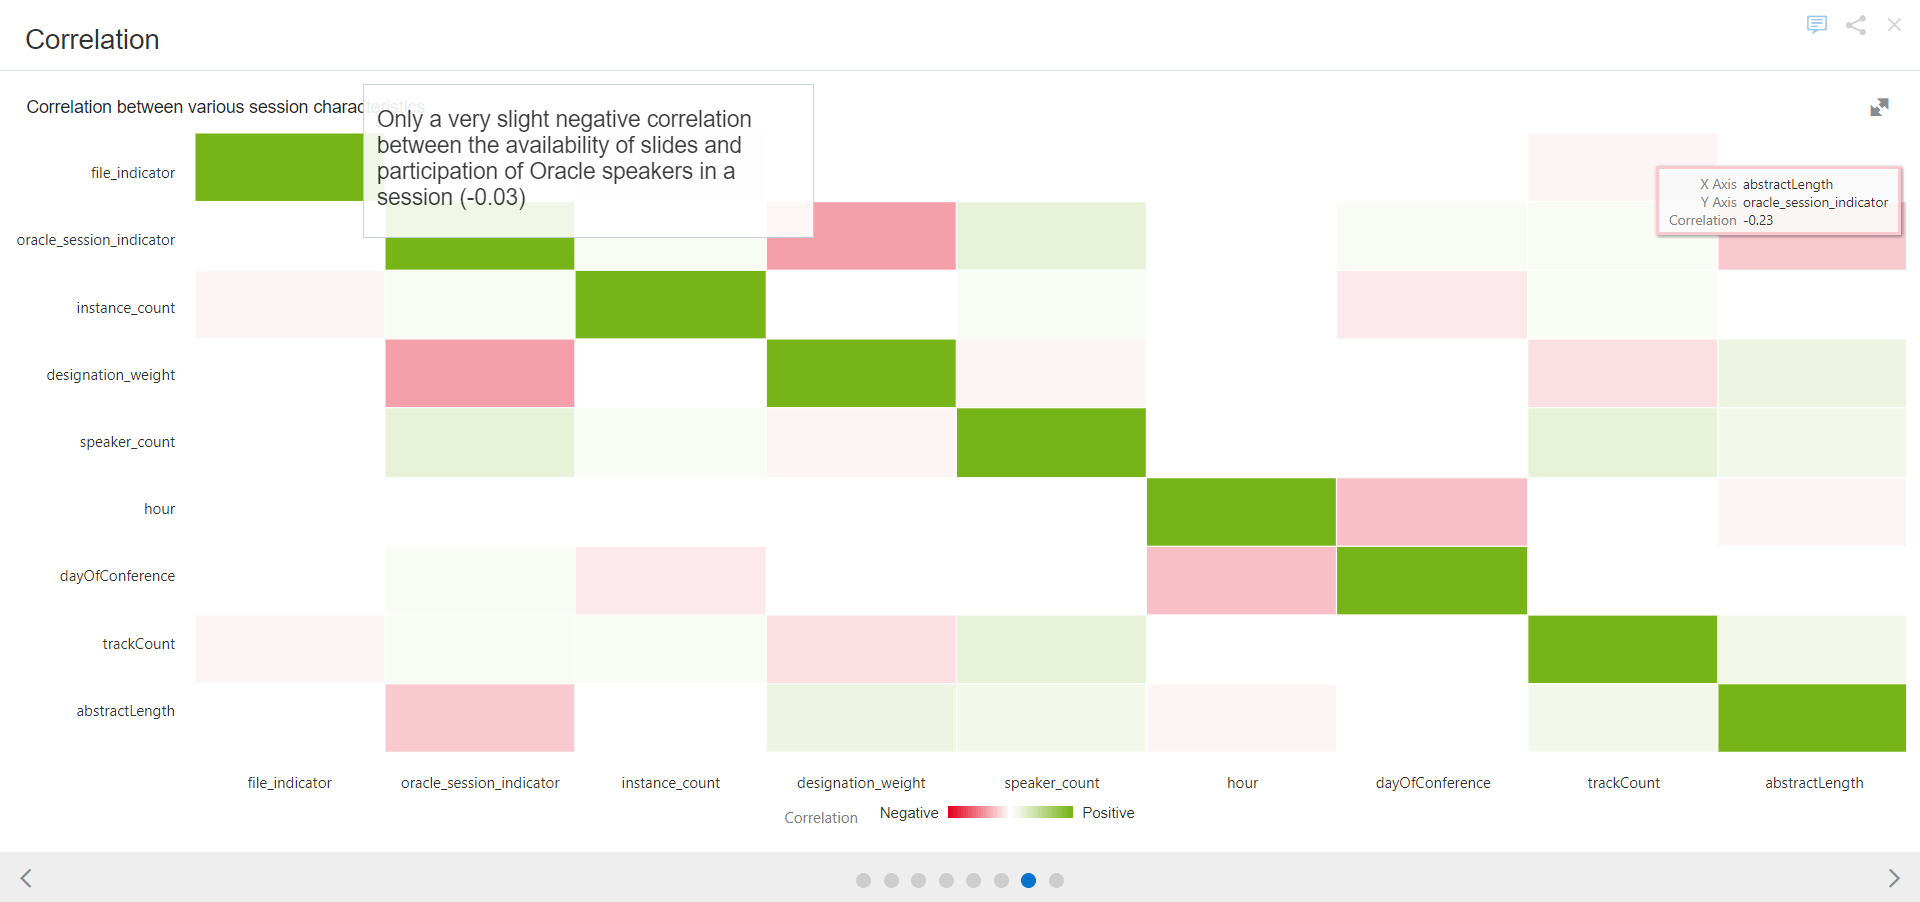 Correlation
Correlation between various session characteristics
Only a very slight negative correlation
between the availability of slides and
participation of Oracle speakers in a
session (-0.03)
X Axis abstractLength
Y Axis oracle_session_indicator
Correlation -0.23
file_indicator
oracle_session_indicator
instance_count
designation_weight
speaker_count
hour
dayOfConference
trackCount
abstractLength
file_indicator oracle_session_indicator instance_count designation_weight speaker_count hour dayOfConference trackCount abstractLength
Correlation Negative Positive